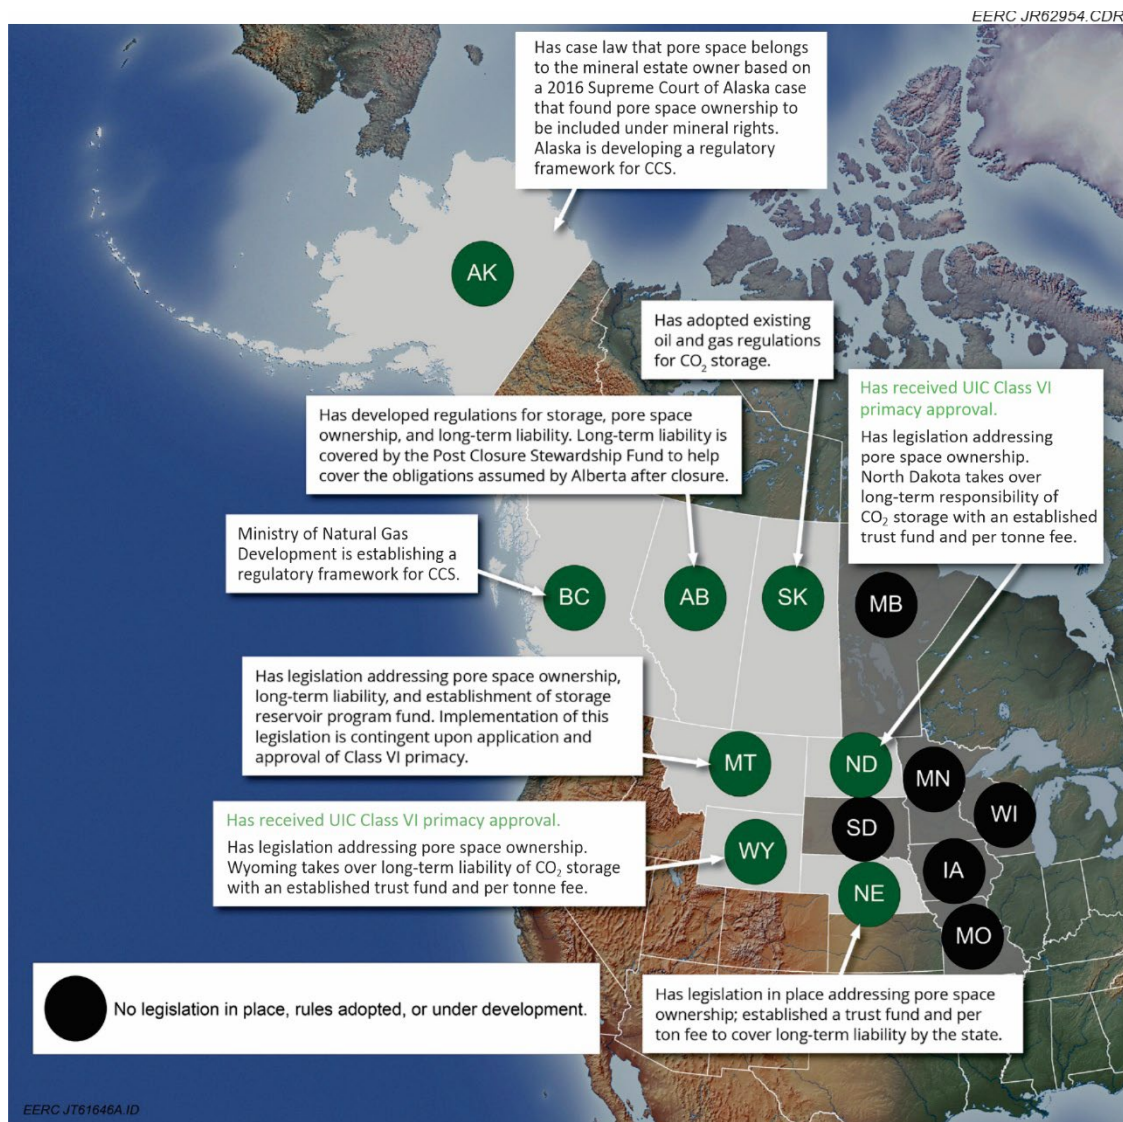 EERC JR62954.CDR
Has case law that pore space belongs
to the mineral estate owner based on
a 2016 Supreme Court of Alaska case
that found pore space ownership to
be included under mineral rights.
Alaska is developing a regulatory
framework for CCS.
AK
Has adopted existing
oil and gas regulations
for CO₂ storage.
Has received UIC Class VI
primacy approval.
Has legislation addressing
pore space ownership.
North Dakota takes over
long-term responsibility of
CO₂ storage with an established
trust fund and per tonne fee.
Has developed regulations for storage, pore space
ownership, and long-term liability. Long-term liability is
covered by the Post Closure Stewardship Fund to help
cover the obligations assumed by Alberta after closure.
Ministry of Natural Gas
Development is establishing a
regulatory framework for CCS.
BC
AB
SK
MB
Has legislation addressing pore space ownership,
long-term liability, and establishment of storage
reservoir program fund. Implementation of this
legislation is contingent upon application and
approval of Class VI primacy.
MT
ND
MN
WI
SD
Has received UIC Class VI primacy approval.
Has legislation addressing pore space ownership.
Wyoming takes over long-term liability of CO₂ storage
with an established trust fund and per tonne fee.
WY
IA
NE
MO
No legislation in place, rules adopted, or under development.
Has legislation in place addressing pore space
ownership; established a trust fund and per
ton fee to cover long-term liability by the state.
EERC JT61646A.ID